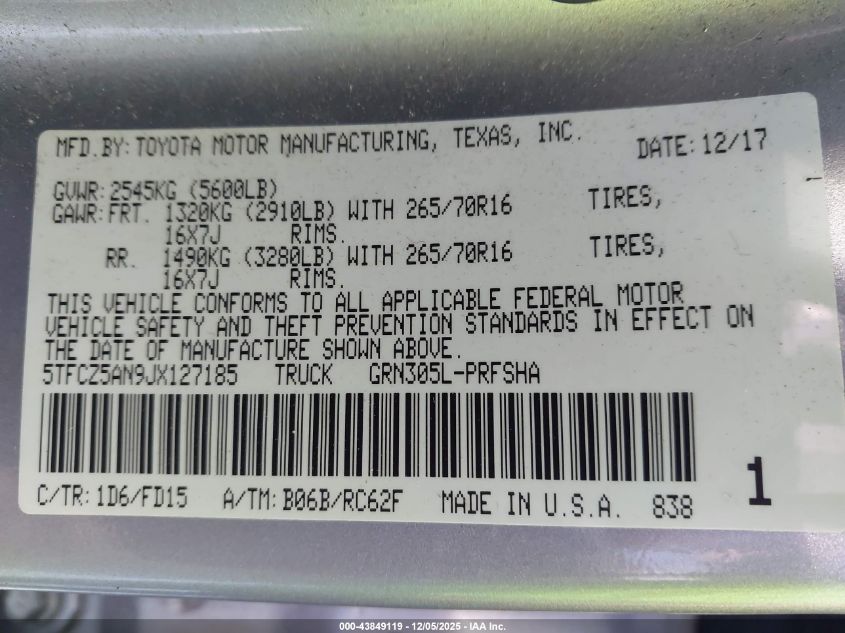 MFD.BY: TOYOTA MOTOR MANUFACTURING, TEXAS, INC. DATE: 12/17
GVWR: 2545KG (5600LB)
GAWR: FRT. 1320KG (2910LB) WITH 265/70R16 TIRES,
16X7J RIMS.
RR. 1490KG (3280LB) WITH 265/70R16 TIRES,
16X7J RIMS.
THIS VEHICLE CONFORMS TO ALL APPLICABLE FEDERAL MOTOR
VEHICLE SAFETY AND THEFT PREVENTION STANDARDS IN EFFECT ON
THE DATE OF MANUFACTURE SHOWN ABOVE.
5TFCZ5AN9JX127185 TRUCK GRN305L-PRFSHA
1
C/TR: 1D6/FD15 A/TM: B06B/RC62F MADE IN U.S.A. 838
000-43849119 - 12/05/2025 - IAA Inc.